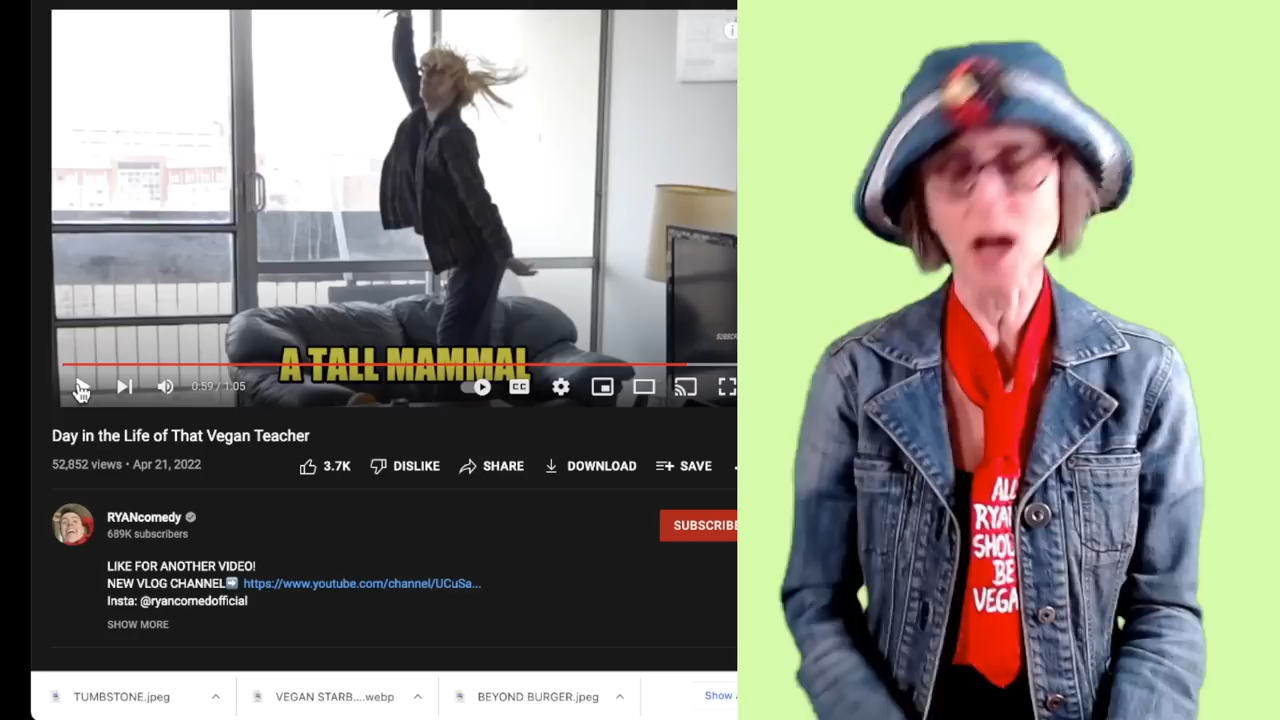 A TALL MAMMAL
0:59 / 1:05
CC
Day in the Life of That Vegan Teacher
52,852 views • Apr 21, 2022
3.7K
DISLIKE
SHARE
DOWNLOAD
SAVE
RYANcomedy
689K subscribers
SUBSCRIBE
LIKE FOR ANOTHER VIDEO!
NEW VLOG CHANNEL➡ https://www.youtube.com/channel/UCuSa...
Insta: @ryancomedofficial
SHOW MORE
TUMBSTONE.jpeg
VEGAN STARB....webp
BEYOND BURGER.jpeg
Show
ALL
RYAN
SHOU
BE
VEGA